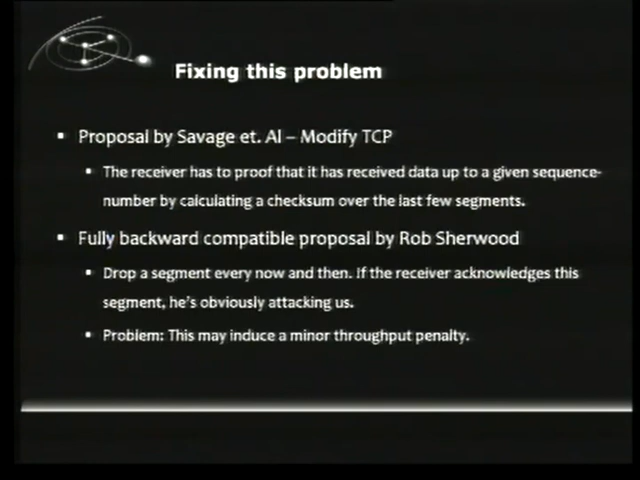 Fixing this problem
▪ Proposal by Savage et. Al – Modify TCP
▪ The receiver has to proof that it has received data up to a given sequence-
number by calculating a checksum over the last few segments.
▪ Fully backward compatible proposal by Rob Sherwood
▪ Drop a segment every now and then. If the receiver acknowledges this
segment, he's obviously attacking us.
▪ Problem: This may induce a minor throughput penalty.